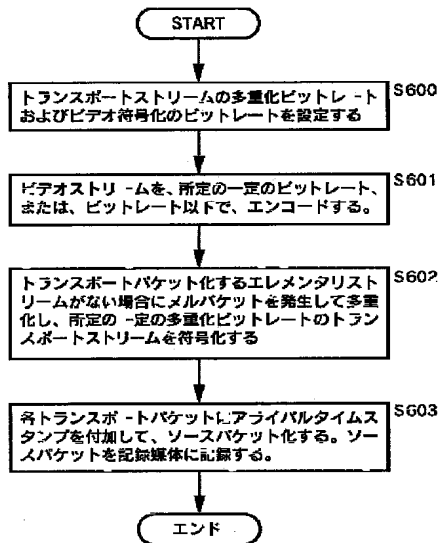 START
トランスポートストリームの多重化ビットレート
およびビデオ符号化のビットレートを設定する
S600
ビデオストリームを、所定の一定のビットレート、
または、ビットレート以下で、エンコードする。
S601
トランスポートパケット化するエレメンタリス
トリームがない場合にヌルパケットを発生して多重
化し、所定の一定の多重化ビットレートのトラン
スポートストリームを符号化する
S602
各トランスポートパケットにアライバルタイムス
タンプを付加して、ソースパケット化する。ソー
スパケットを記録媒体に記録する。
S603
エンド